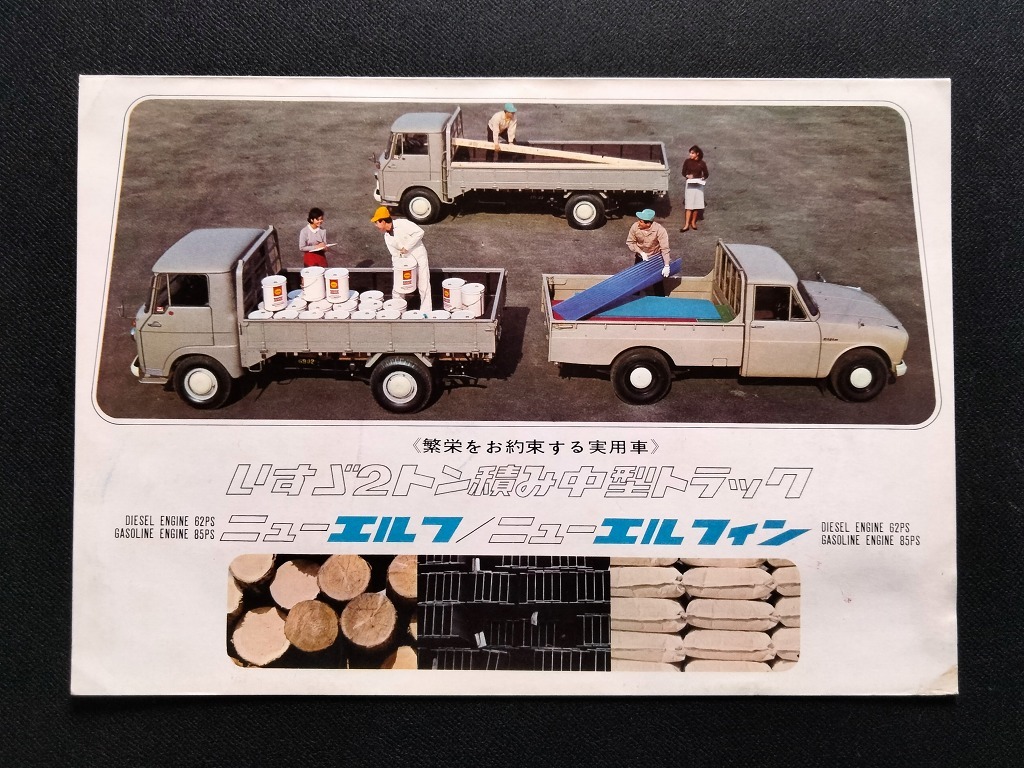 《繁栄をお約束する実用車》
いすゞ2トン積み中型トラック
DIESEL ENGINE 62PS
GASOLINE ENGINE 85PS
ニューエルフ/ニューエルフィン
DIESEL ENGINE 62PS
GASOLINE ENGINE 85PS